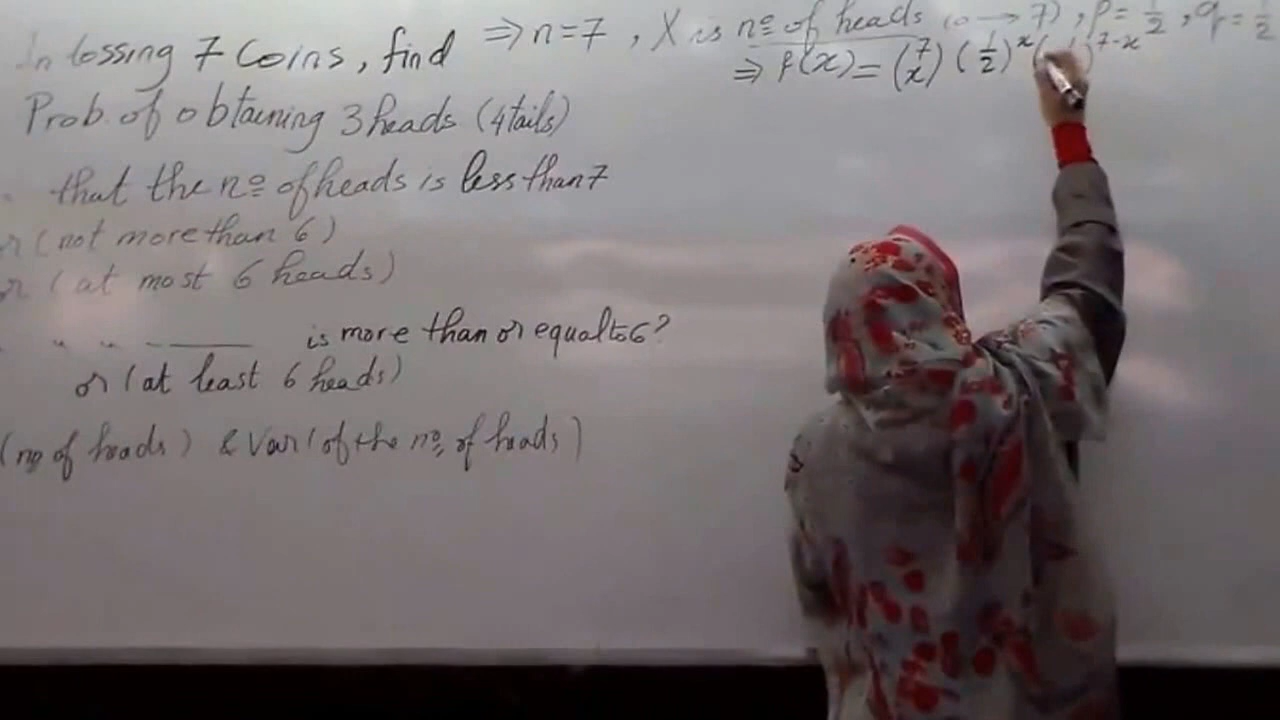 In tossing 7 Coins, find ⇒ n=7 , X is nº of heads (0 → 7) , p = 1/2 , q = 1/2
⇒ f(x) = (7 x) (1/2)^x ( )^7-x
Prob. of obtaining 3 heads (4 tails)
that the nº of heads is less than 7
(not more than 6)
(at most 6 heads)
" " " ——— is more than or equal to 6?
or (at least 6 heads)
(nº of heads) & Var (of the nº of heads)